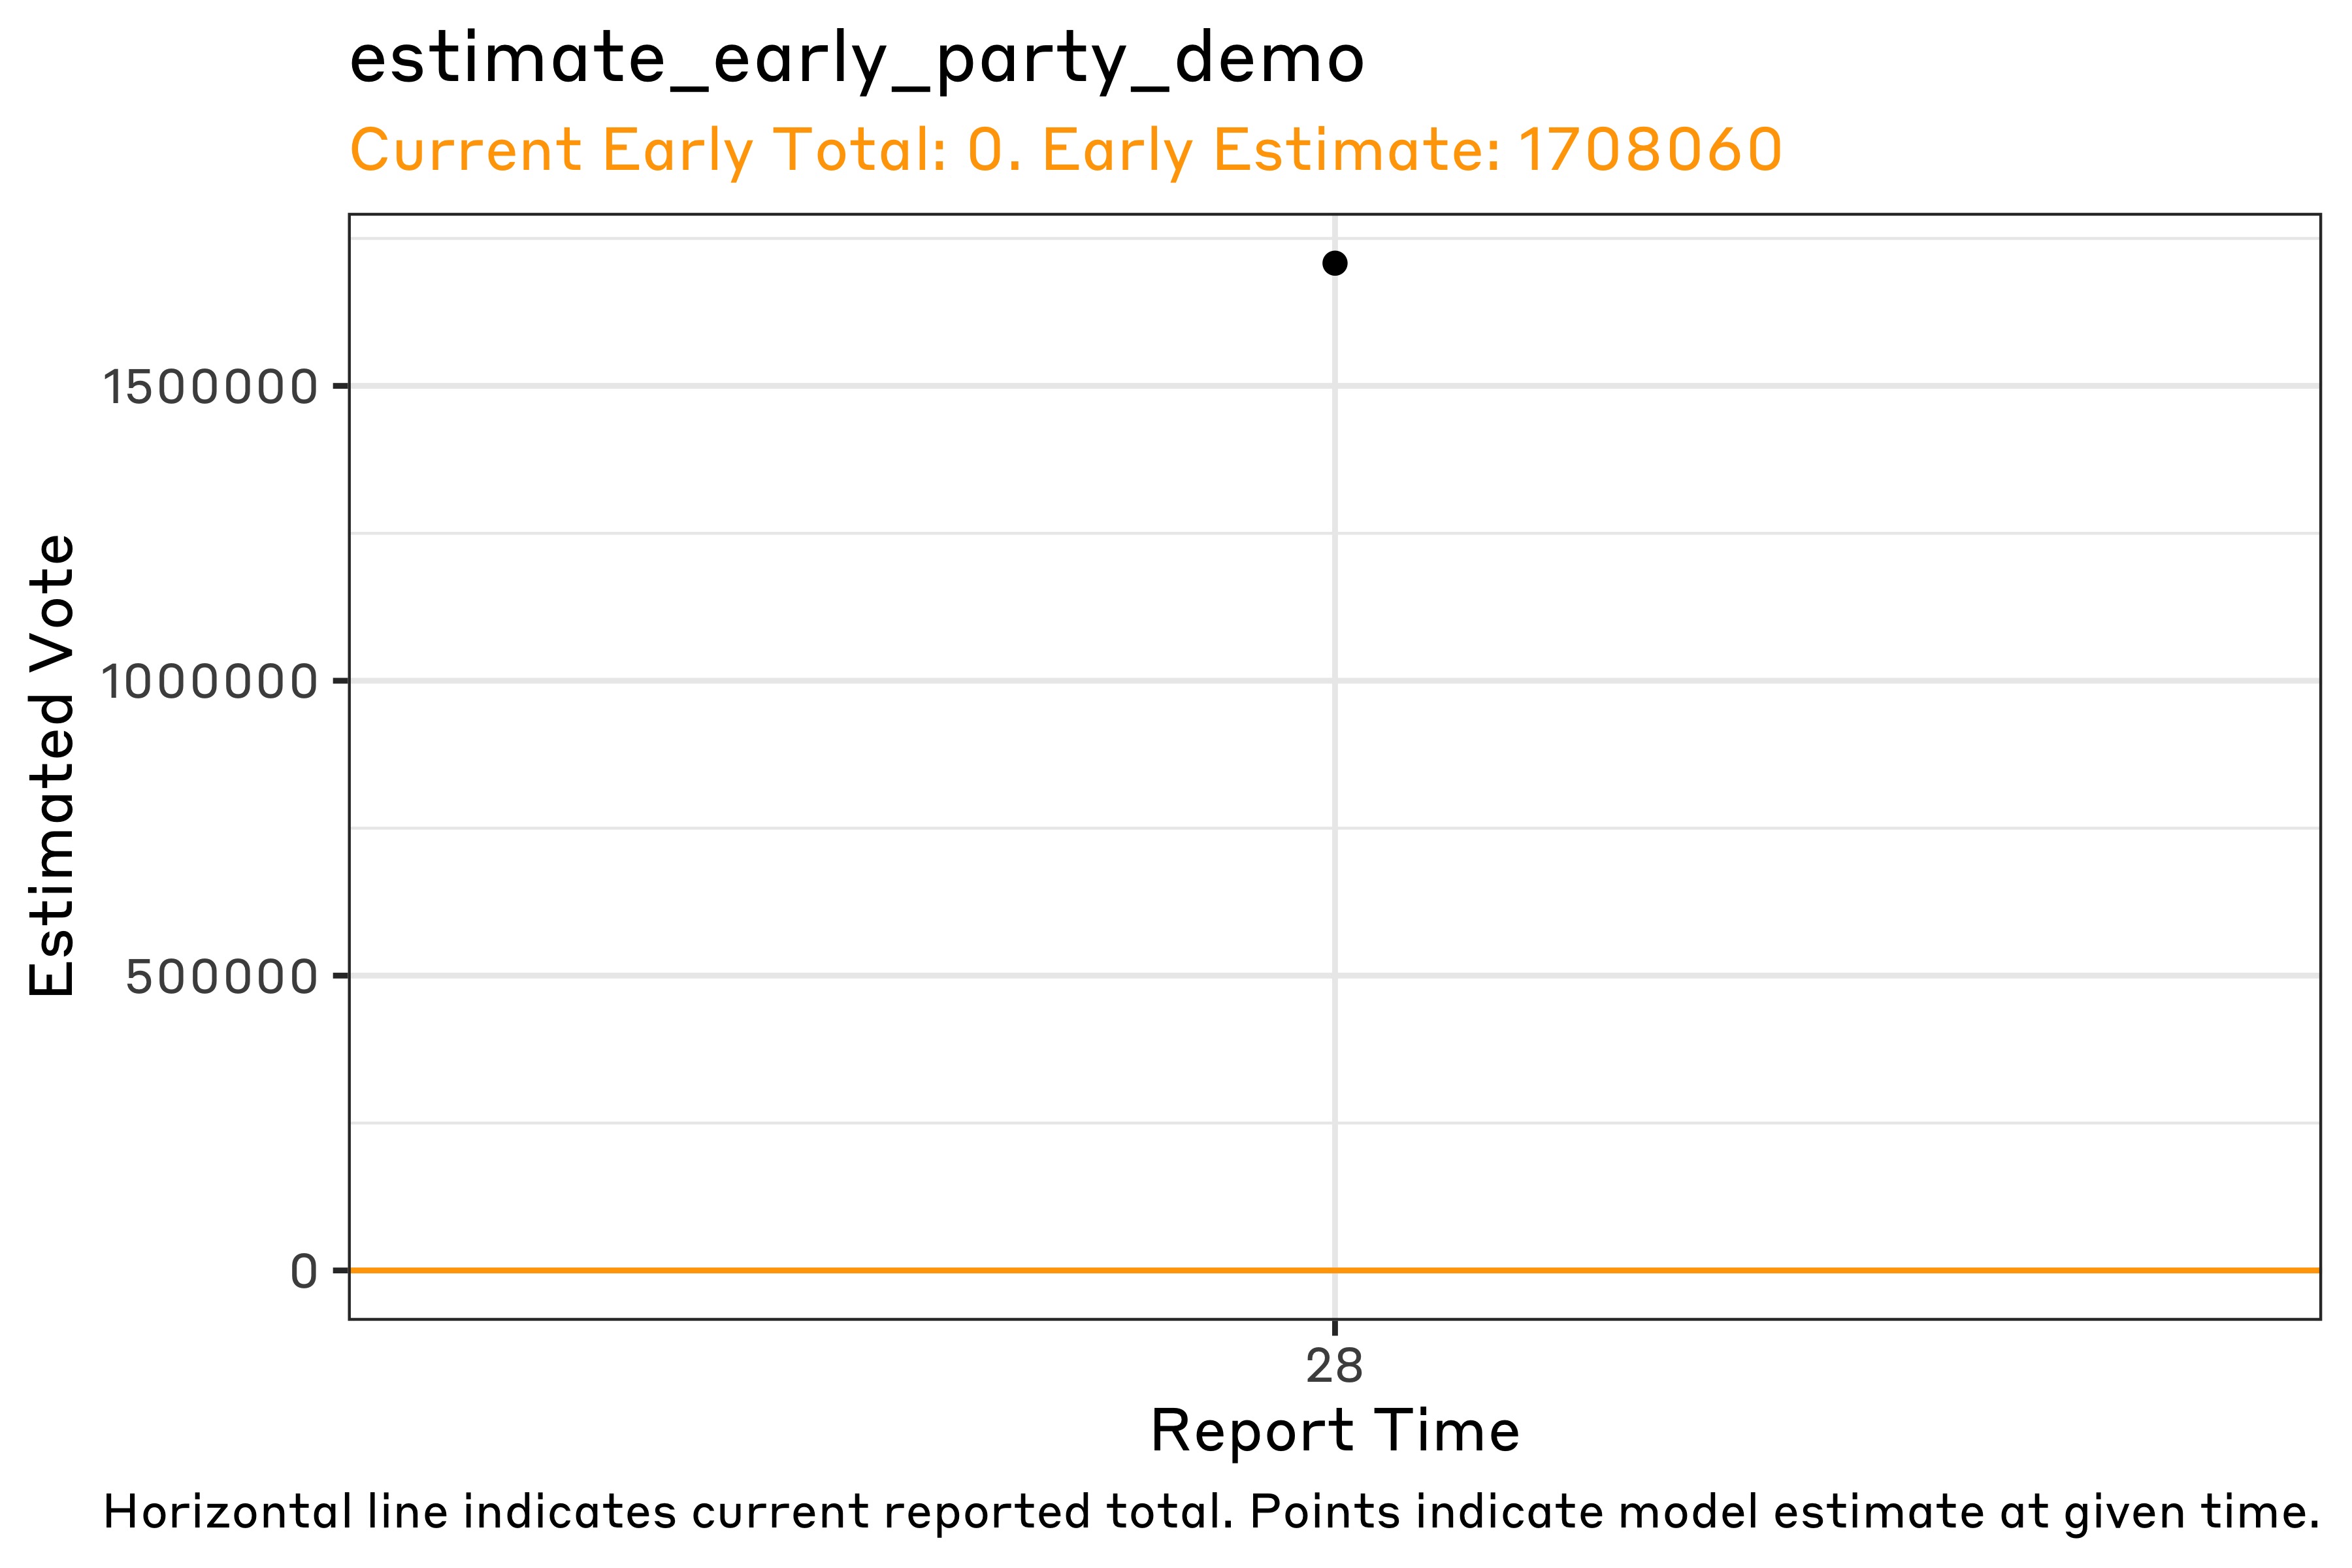 estimate_early_party_demo
Current Early Total: 0. Early Estimate: 1708060
Estimated Vote
1500000
1000000
500000
0
28
Report Time
Horizontal line indicates current reported total. Points indicate model estimate at given time.